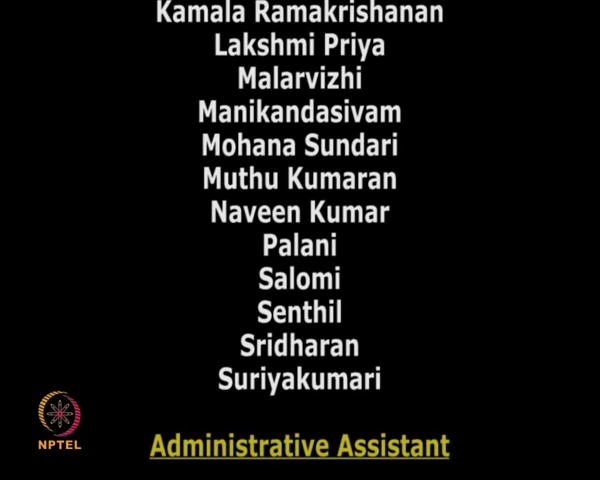 Kamala Ramakrishanan
Lakshmi Priya
Malarvizhi
Manikandasivam
Mohana Sundari
Muthu Kumaran
Naveen Kumar
Palani
Salomi
Senthil
Sridharan
Suriyakumari
NPTEL
Administrative Assistant